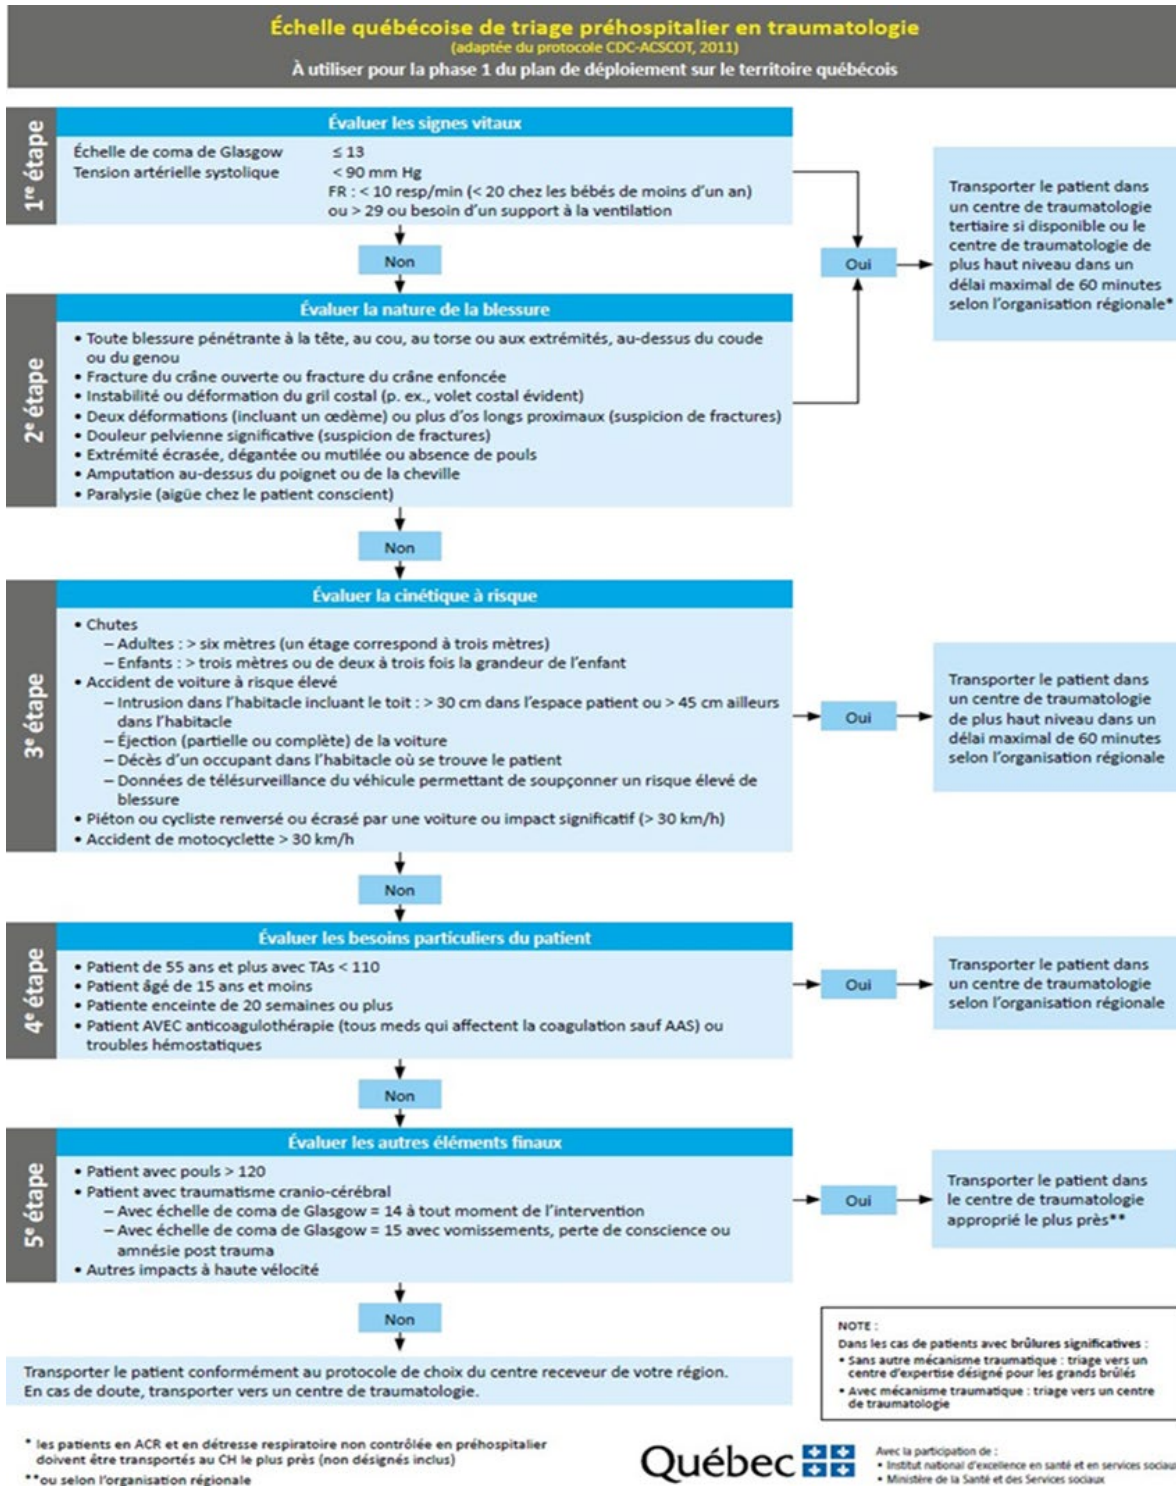 Échelle québécoise de triage préhospitalier en traumatologie
(adaptée du protocole CDC-ACSCOT, 2011)
À utiliser pour la phase 1 du plan de déploiement sur le territoire québécois
1re étape
Évaluer les signes vitaux
Échelle de coma de Glasgow ≤ 13
Tension artérielle systolique < 90 mm Hg
FR : < 10 resp/min (< 20 chez les bébés de moins d'un an)
ou > 29 ou besoin d'un support à la ventilation
Non
Oui
Transporter le patient dans
un centre de traumatologie
tertiaire si disponible ou le
centre de traumatologie de
plus haut niveau dans un
délai maximal de 60 minutes
selon l'organisation régionale*
2e étape
Évaluer la nature de la blessure
• Toute blessure pénétrante à la tête, au cou, au torse ou aux extrémités, au-dessus du coude
ou du genou
• Fracture du crâne ouverte ou fracture du crâne enfoncée
• Instabilité ou déformation du gril costal (p. ex., volet costal évident)
• Deux déformations (incluant un œdème) ou plus d'os longs proximaux (suspicion de fractures)
• Douleur pelvienne significative (suspicion de fractures)
• Extrémité écrasée, dégantée ou mutilée ou absence de pouls
• Amputation au-dessus du poignet ou de la cheville
• Paralysie (aigüe chez le patient conscient)
Non
3e étape
Évaluer la cinétique à risque
• Chutes
– Adultes : > six mètres (un étage correspond à trois mètres)
– Enfants : > trois mètres ou de deux à trois fois la grandeur de l'enfant
• Accident de voiture à risque élevé
– Intrusion dans l'habitacle incluant le toit : > 30 cm dans l'espace patient ou > 45 cm ailleurs
dans l'habitacle
– Éjection (partielle ou complète) de la voiture
– Décès d'un occupant dans l'habitacle où se trouve le patient
– Données de télésurveillance du véhicule permettant de soupçonner un risque élevé de
blessure
• Piéton ou cycliste renversé ou écrasé par une voiture ou impact significatif (> 30 km/h)
• Accident de motocyclette > 30 km/h
Oui
Transporter le patient dans
un centre de traumatologie
de plus haut niveau dans un
délai maximal de 60 minutes
selon l'organisation régionale
Non
4e étape
Évaluer les besoins particuliers du patient
• Patient de 55 ans et plus avec TAs < 110
• Patient âgé de 15 ans et moins
• Patiente enceinte de 20 semaines ou plus
• Patient AVEC anticoagulothérapie (tous meds qui affectent la coagulation sauf AAS) ou
troubles hémostatiques
Oui
Transporter le patient dans
un centre de traumatologie
selon l'organisation régionale
Non
5e étape
Évaluer les autres éléments finaux
• Patient avec pouls > 120
• Patient avec traumatisme cranio-cérébral
– Avec échelle de coma de Glasgow = 14 à tout moment de l'intervention
– Avec échelle de coma de Glasgow = 15 avec vomissements, perte de conscience ou
amnésie post trauma
• Autres impacts à haute vélocité
Oui
Transporter le patient dans
le centre de traumatologie
approprié le plus près**
Non
Transporter le patient conformément au protocole de choix du centre receveur de votre région.
En cas de doute, transporter vers un centre de traumatologie.
NOTE :
Dans les cas de patients avec brûlures significatives :
• Sans autre mécanisme traumatique : triage vers un
centre d'expertise désigné pour les grands brûlés
• Avec mécanisme traumatique : triage vers un centre
de traumatologie
* les patients en ACR et en détresse respiratoire non contrôlée en préhospitalier
doivent être transportés au CH le plus près (non désignés inclus)
**ou selon l'organisation régionale
Québec
Avec la participation de :
• Institut national d'excellence en santé et en services sociaux
• Ministère de la Santé et des Services sociaux